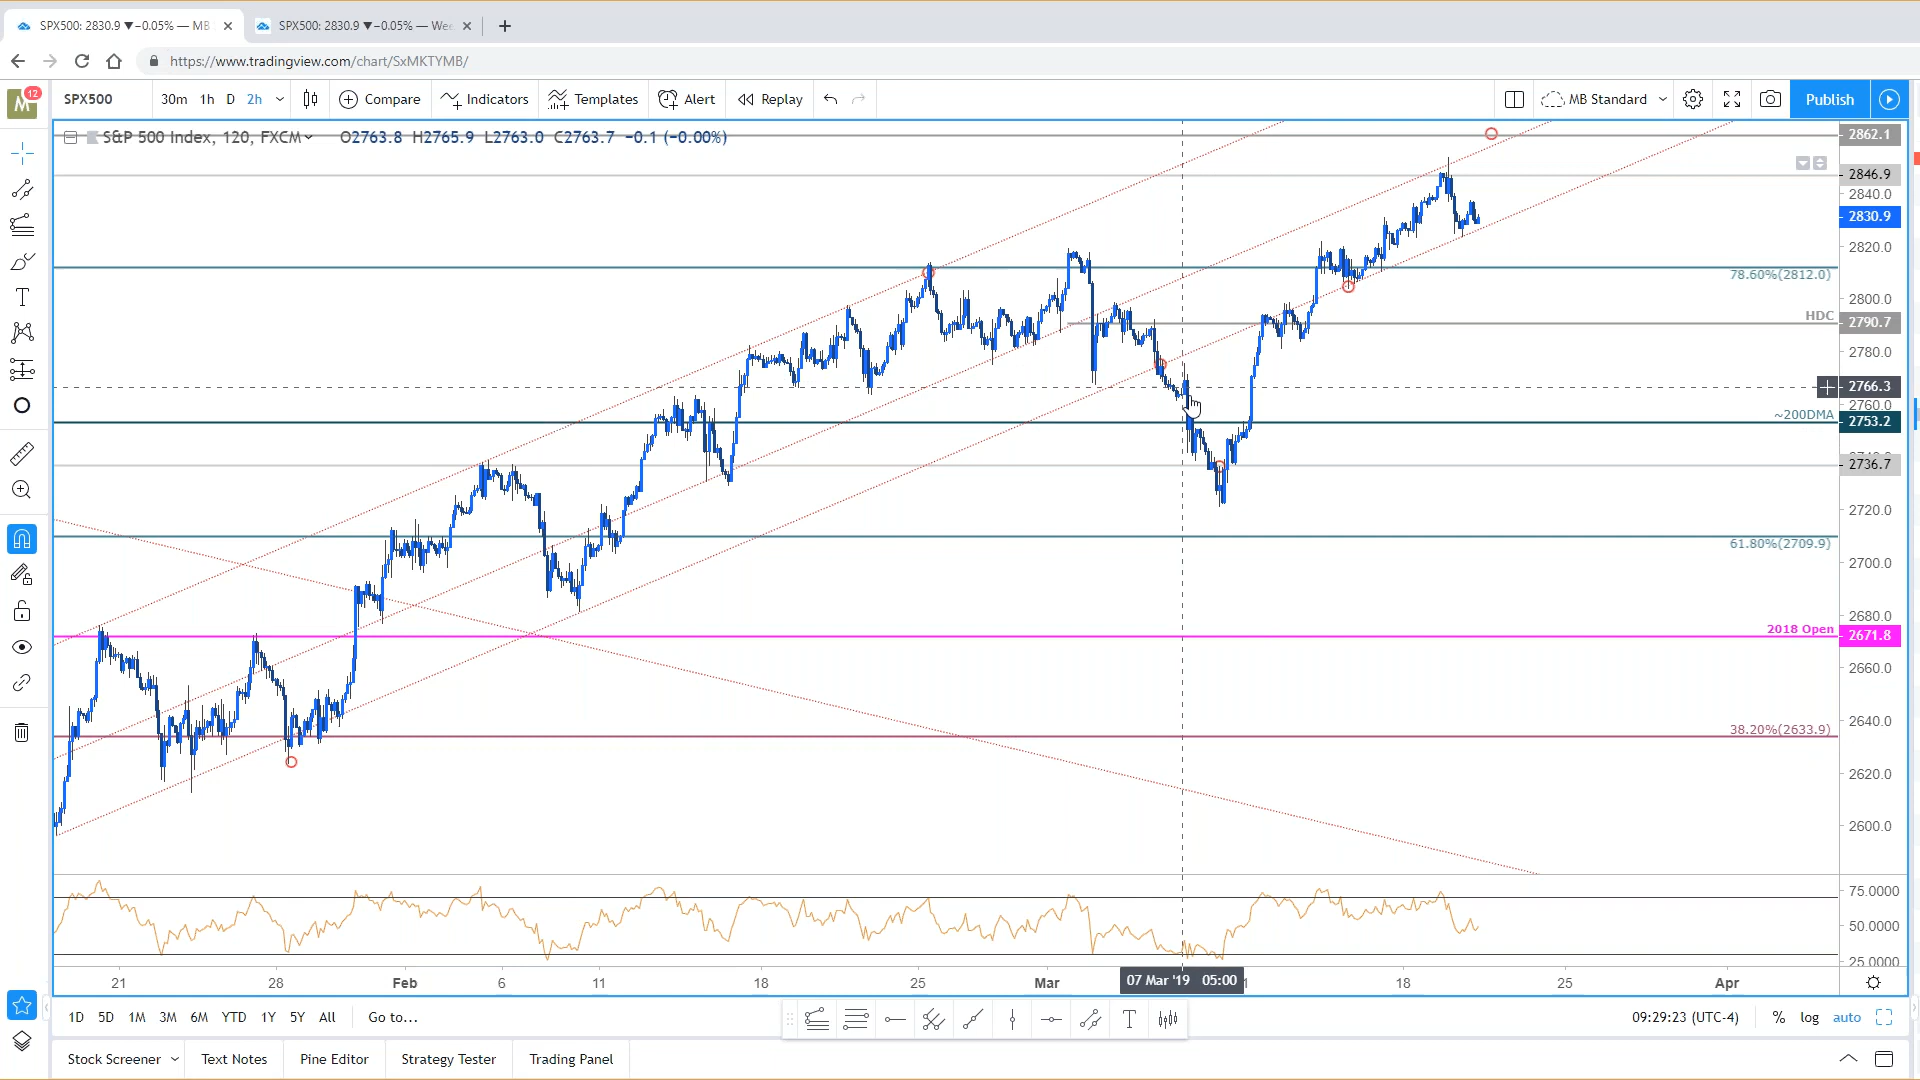 SPX500: 2830.9 ▼−0.05% — MB
SPX500: 2830.9 ▼−0.05% — We
https://www.tradingview.com/chart/SxMKTYMB/
M
12
SPX500
30m 1h D 2h
Compare
Indicators
Templates
Alert
Replay
MB Standard
Publish
S&P 500 Index, 120, FXCM
O2763.8 H2765.9 L2763.0 C2763.7 −0.1 (−0.00%)
2862.1
2846.9
2840.0
2830.9
2820.0
78.60%(2812.0)
2800.0
HDC
2790.7
2780.0
2766.3
2760.0
~200DMA
2753.2
2736.7
2720.0
61.80%(2709.9)
2700.0
2680.0
2018 Open
2671.8
2660.0
2640.0
38.20%(2633.9)
2620.0
2600.0
75.0000
50.0000
25.0000
21 28 Feb 6 11 18 25 Mar 07 Mar '19 05:00 1 18 25 Apr
1D 5D 1M 3M 6M YTD 1Y 5Y All Go to...
T
09:29:23 (UTC-4) % log auto
Stock Screener Text Notes Pine Editor Strategy Tester Trading Panel